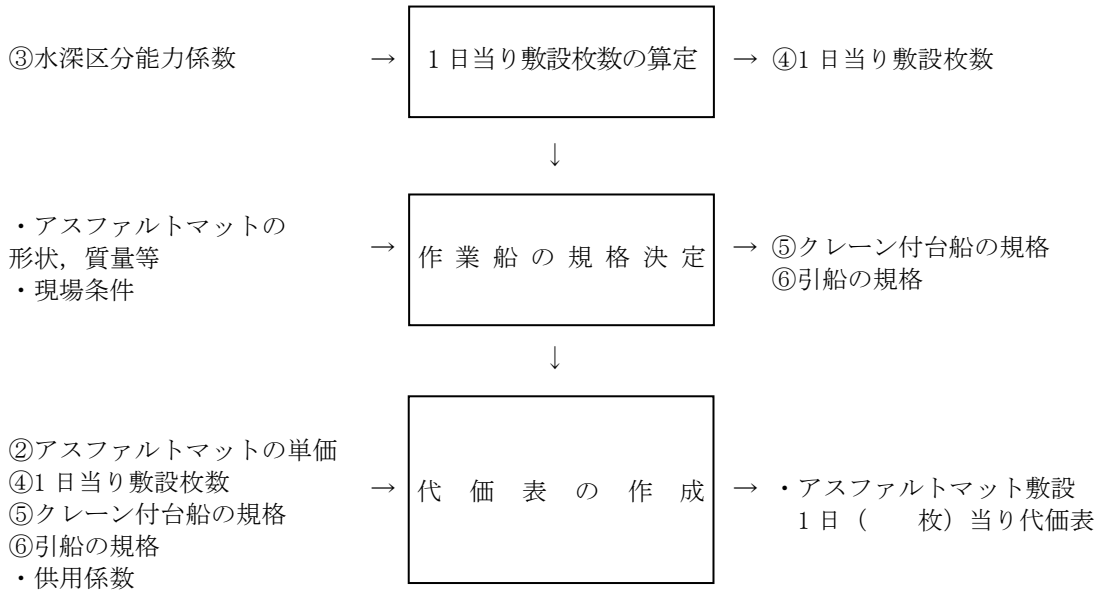 ③水深区分能力係数 → 1日当り敷設枚数の算定 → ④1日当り敷設枚数
↓
・アスファルトマットの
形状，質量等
・現場条件
→ 作業船の規格決定 → ⑤クレーン付台船の規格
⑥引船の規格
↓
②アスファルトマットの単価
④1日当り敷設枚数
⑤クレーン付台船の規格
⑥引船の規格
・供用係数
→ 代価表の作成 → ・アスファルトマット敷設
1日（　　枚）当り代価表